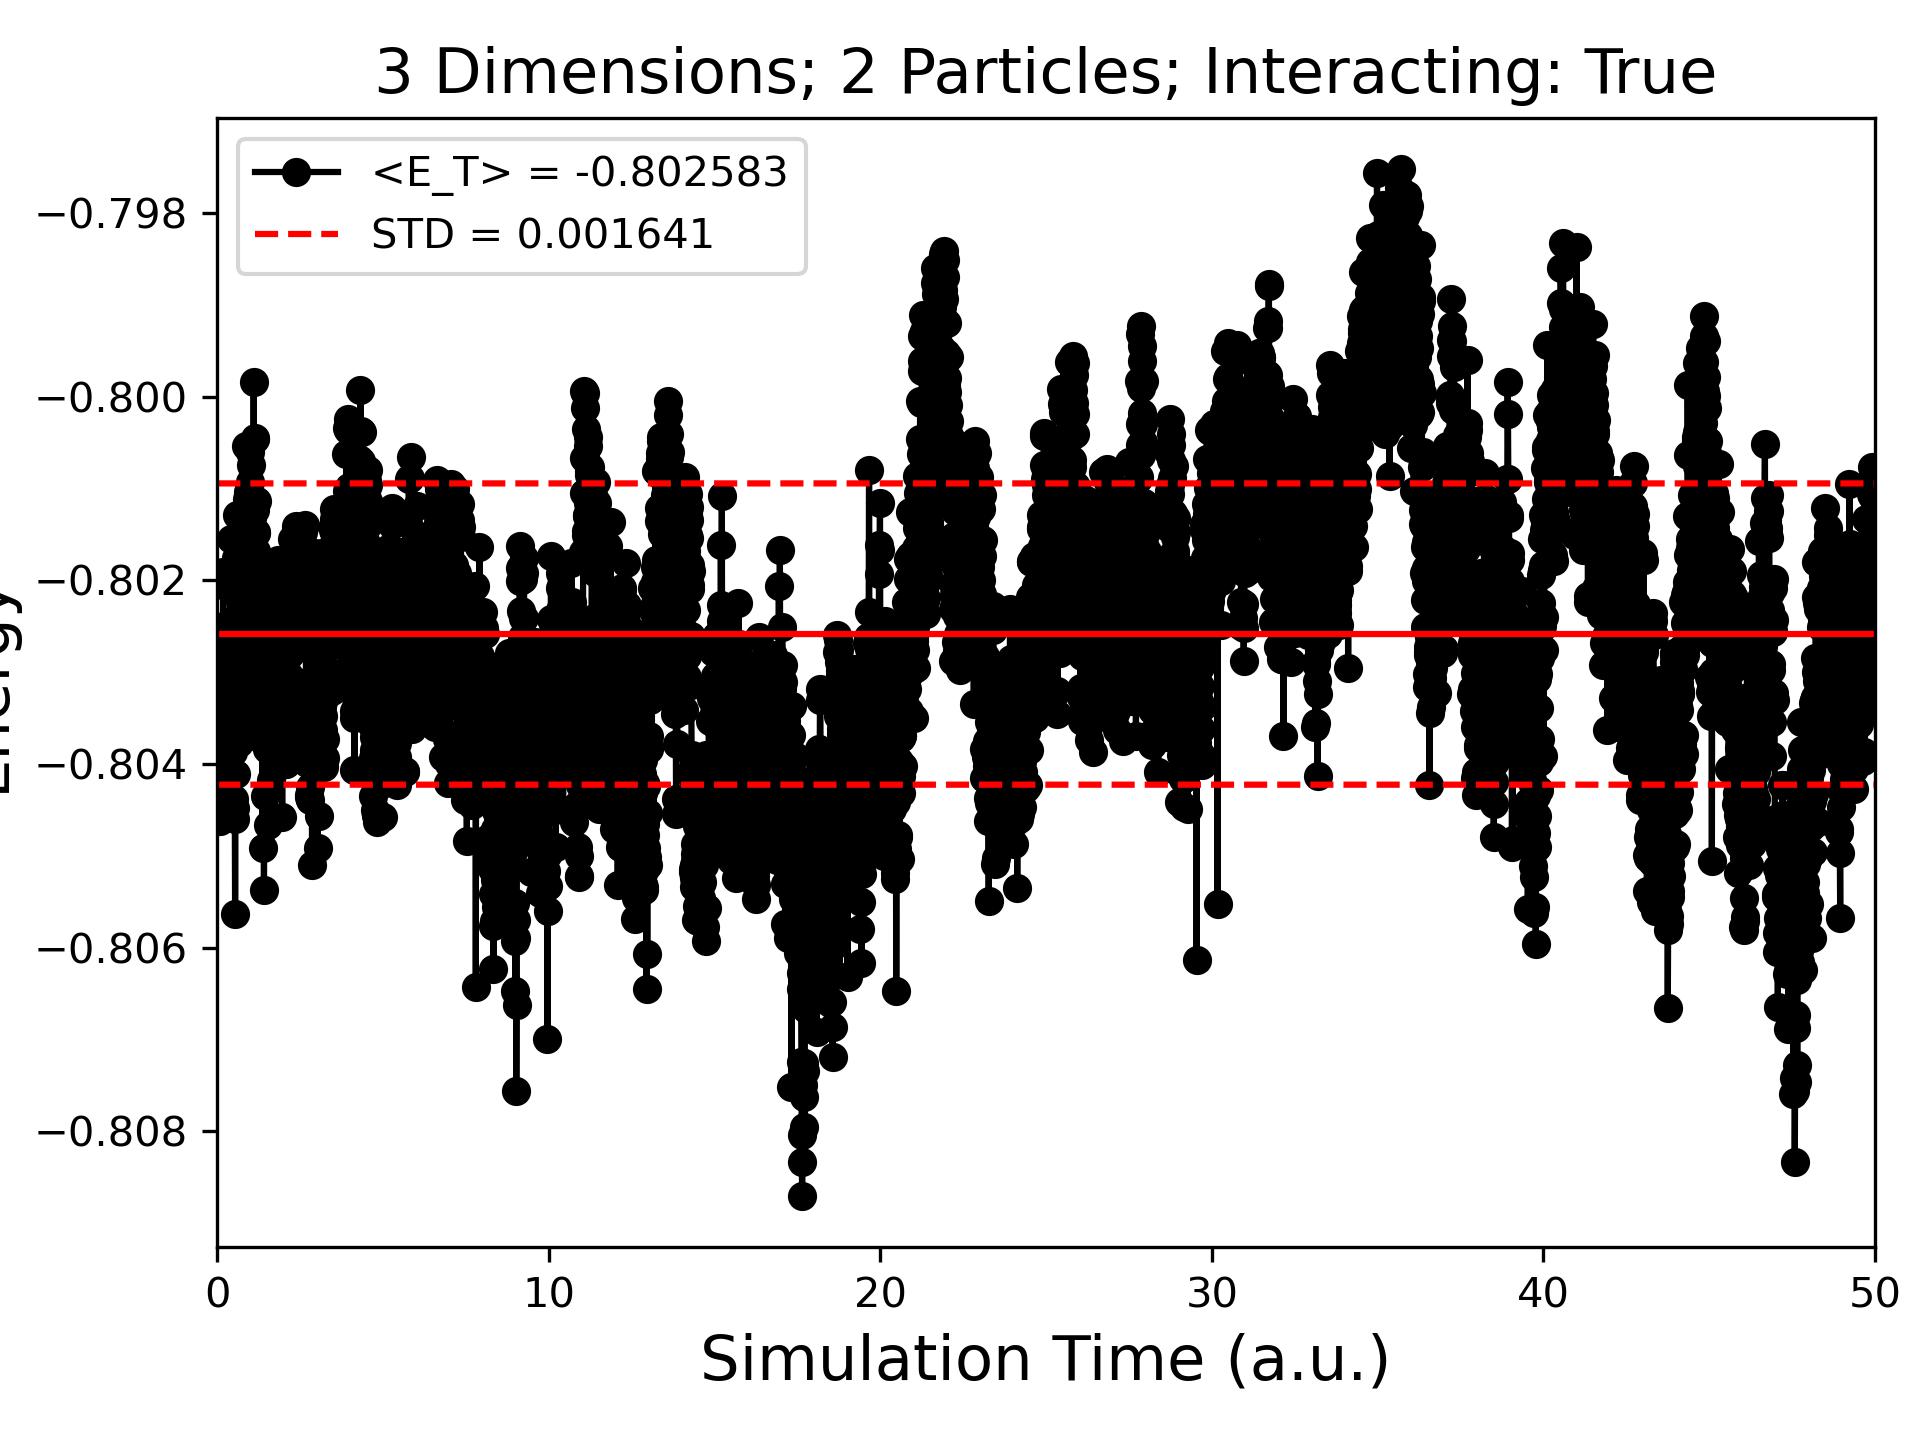 3 Dimensions; 2 Particles; Interacting: True
<E_T> = -0.802583
STD = 0.001641
−0.798
−0.800
−0.802
−0.804
−0.806
−0.808
Energy
0 10 20 30 40 50
Simulation Time (a.u.)